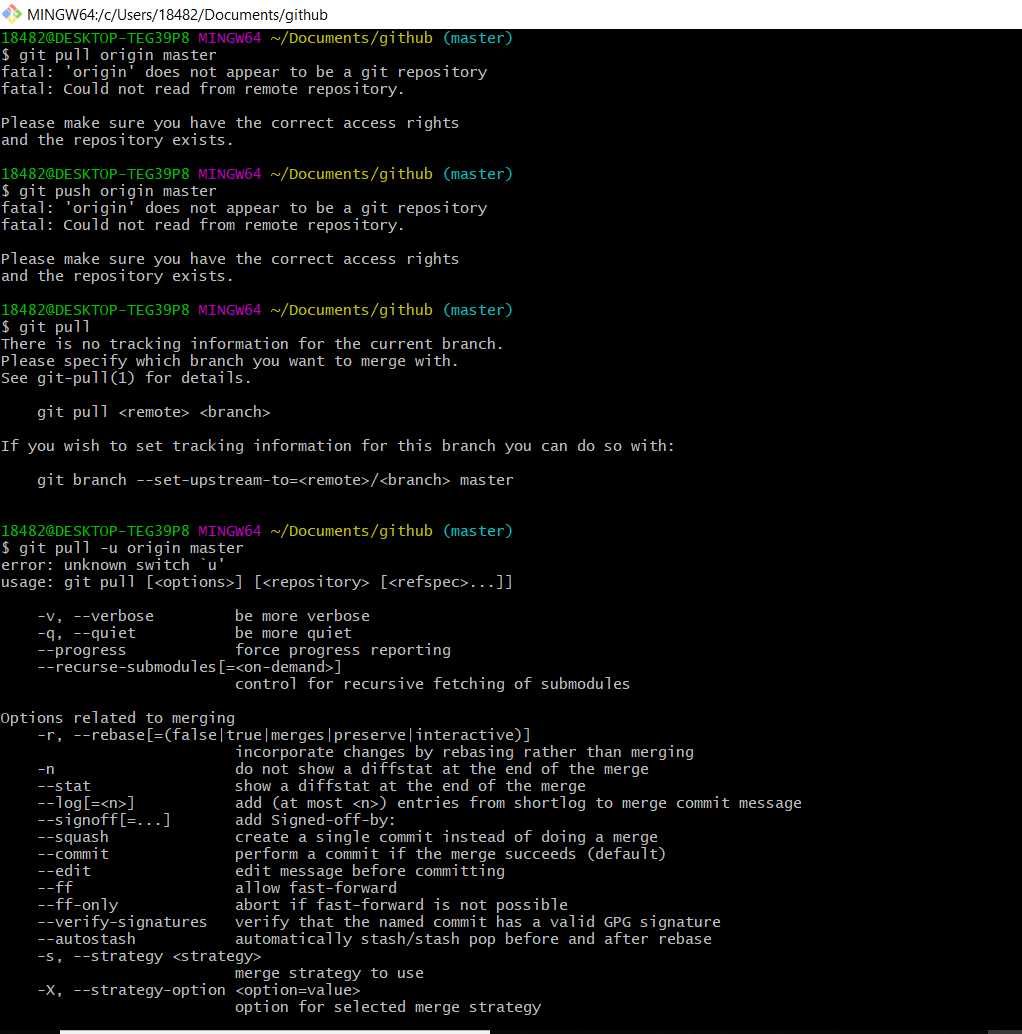 MINGW64:/c/Users/18482/Documents/github
18482@DESKTOP-TEG39P8 MINGW64 ~/Documents/github (master)
$ git pull origin master
fatal: 'origin' does not appear to be a git repository
fatal: Could not read from remote repository.
Please make sure you have the correct access rights
and the repository exists.
18482@DESKTOP-TEG39P8 MINGW64 ~/Documents/github (master)
$ git push origin master
fatal: 'origin' does not appear to be a git repository
fatal: Could not read from remote repository.
Please make sure you have the correct access rights
and the repository exists.
18482@DESKTOP-TEG39P8 MINGW64 ~/Documents/github (master)
$ git pull
There is no tracking information for the current branch.
Please specify which branch you want to merge with.
See git-pull(1) for details.
    git pull <remote> <branch>
If you wish to set tracking information for this branch you can do so with:
    git branch --set-upstream-to=<remote>/<branch> master
18482@DESKTOP-TEG39P8 MINGW64 ~/Documents/github (master)
$ git pull -u origin master
error: unknown switch `u'
usage: git pull [<options>] [<repository> [<refspec>...]]
    -v, --verbose         be more verbose
    -q, --quiet           be more quiet
    --progress            force progress reporting
    --recurse-submodules[=<on-demand>]
                          control for recursive fetching of submodules
Options related to merging
    -r, --rebase[=(false|true|merges|preserve|interactive)]
                          incorporate changes by rebasing rather than merging
    -n                    do not show a diffstat at the end of the merge
    --stat                show a diffstat at the end of the merge
    --log[=<n>]           add (at most <n>) entries from shortlog to merge commit message
    --signoff[=...]       add Signed-off-by:
    --squash              create a single commit instead of doing a merge
    --commit              perform a commit if the merge succeeds (default)
    --edit                edit message before committing
    --ff                  allow fast-forward
    --ff-only             abort if fast-forward is not possible
    --verify-signatures   verify that the named commit has a valid GPG signature
    --autostash           automatically stash/stash pop before and after rebase
    -s, --strategy <strategy>
                          merge strategy to use
    -X, --strategy-option <option=value>
                          option for selected merge strategy